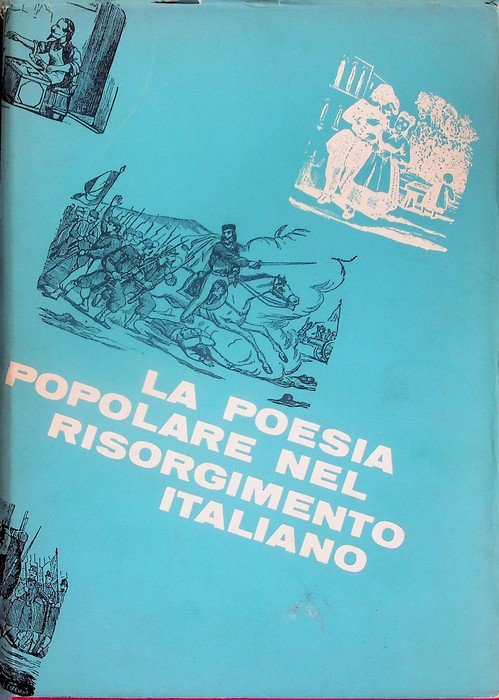 LA POESIA
POPOLARE NEL
RISORGIMENTO
ITALIANO